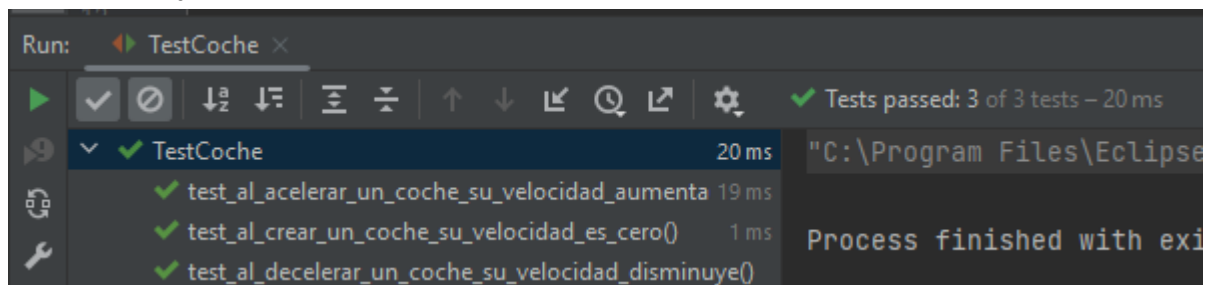 Run: TestCoche
Tests passed: 3 of 3 tests – 20 ms
TestCoche 20 ms
"C:\Program Files\Eclipse
test_al_acelerar_un_coche_su_velocidad_aumenta 19 ms
test_al_crear_un_coche_su_velocidad_es_cero() 1 ms
Process finished with exi
test_al_decelerar_un_coche_su_velocidad_disminuye()